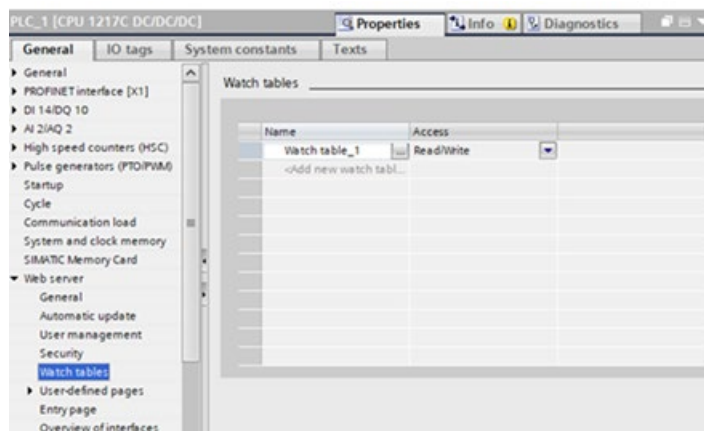 PLC_1 [CPU 1217C DC/DC/DC]
Properties
Info
Diagnostics
General
IO tags
System constants
Texts
General
PROFINET interface [X1]
DI 14/DQ 10
AI 2/AQ 2
High speed counters (HSC)
Pulse generators (PTO/PWM)
Startup
Cycle
Communication load
System and clock memory
SIMATIC Memory Card
Web server
General
Automatic update
User management
Security
Watch tables
User-defined pages
Entry page
Overview of interfaces
Watch tables
Name Access
Watch table_1 ... Read/Write
<Add new watch tabl...